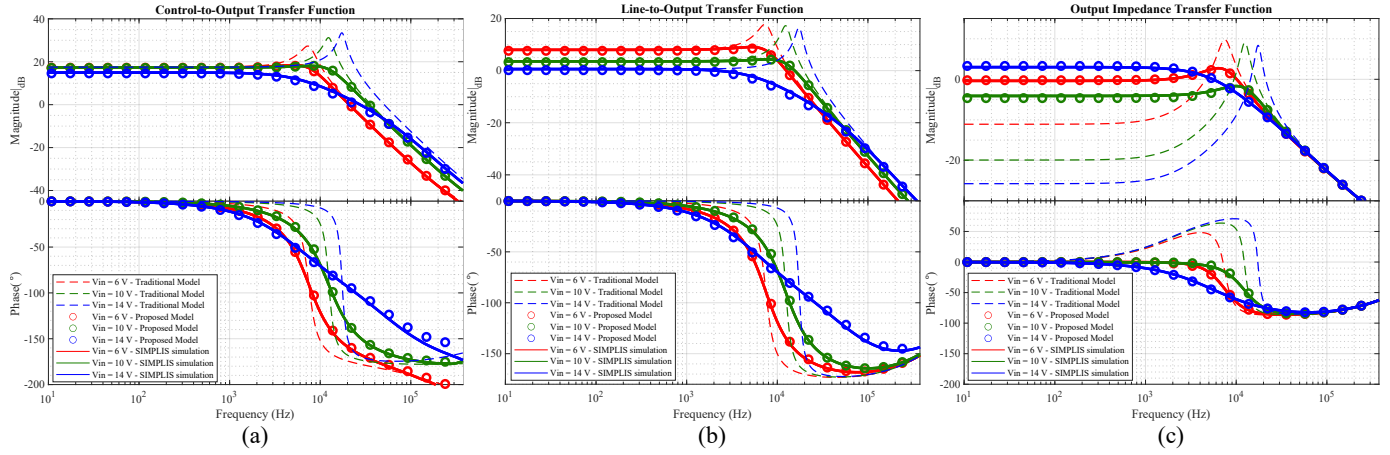 Control-to-Output Transfer Function
40
20
0
-20
-40
Magnitude|dB
0
-50
-100
-150
-200
Phase(°)
Vin = 6 V - Traditional Model
Vin = 10 V - Traditional Model
Vin = 14 V - Traditional Model
Vin = 6 V - Proposed Model
Vin = 10 V - Proposed Model
Vin = 14 V - Proposed Model
Vin = 6 V - SIMPLIS simulation
Vin = 10 V - SIMPLIS simulation
Vin = 14 V - SIMPLIS simulation
10^1 10^2 10^3 10^4 10^5
Frequency (Hz)
(a)
Line-to-Output Transfer Function
20
0
-20
-40
Magnitude|dB
0
-50
-100
-150
Phase(°)
Vin = 6 V - Traditional Model
Vin = 10 V - Traditional Model
Vin = 14 V - Traditional Model
Vin = 6 V - Proposed Model
Vin = 10 V - Proposed Model
Vin = 14 V - Proposed Model
Vin = 6 V - SIMPLIS simulation
Vin = 10 V - SIMPLIS simulation
Vin = 14 V - SIMPLIS simulation
10^1 10^2 10^3 10^4 10^5
Frequency (Hz)
(b)
Output Impedance Transfer Function
0
-20
Magnitude|dB
50
0
-50
-100
-200
Phase(°)
Vin = 6 V - Traditional Model
Vin = 10 V - Traditional Model
Vin = 14 V - Traditional Model
Vin = 6 V - Proposed Model
Vin = 10 V - Proposed Model
Vin = 14 V - Proposed Model
Vin = 6 V - SIMPLIS simulation
Vin = 10 V - SIMPLIS simulation
Vin = 14 V - SIMPLIS simulation
10^1 10^2 10^3 10^4 10^5
Frequency (Hz)
(c)